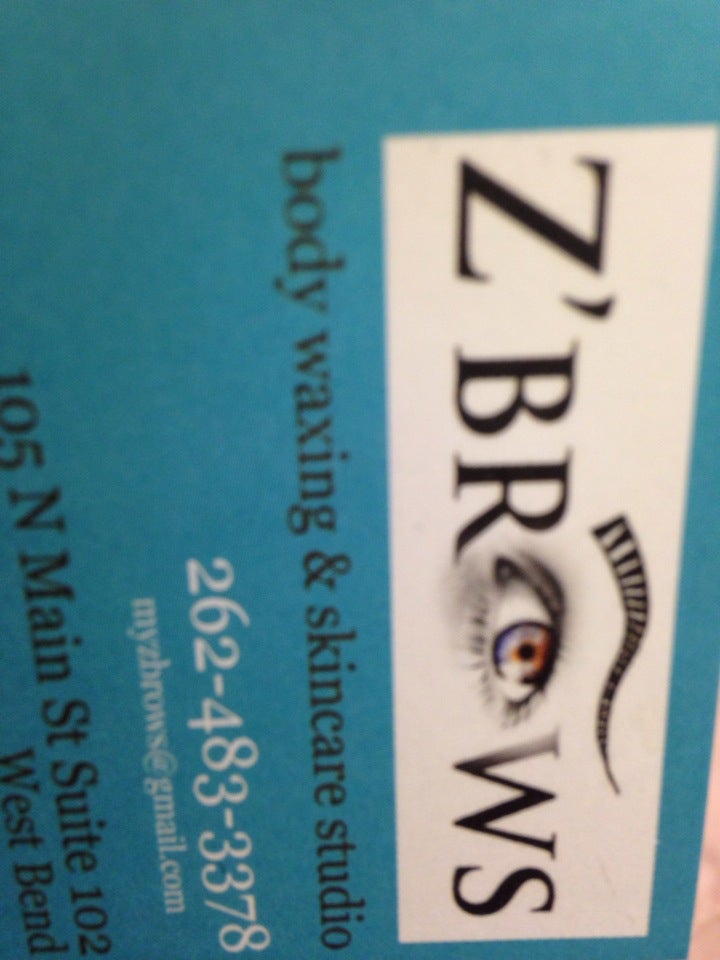 Z'BROWS
body waxing & skincare studio
262-483-3378
myzbrows@gmail.com
105 N Main St Suite 102
West Bend